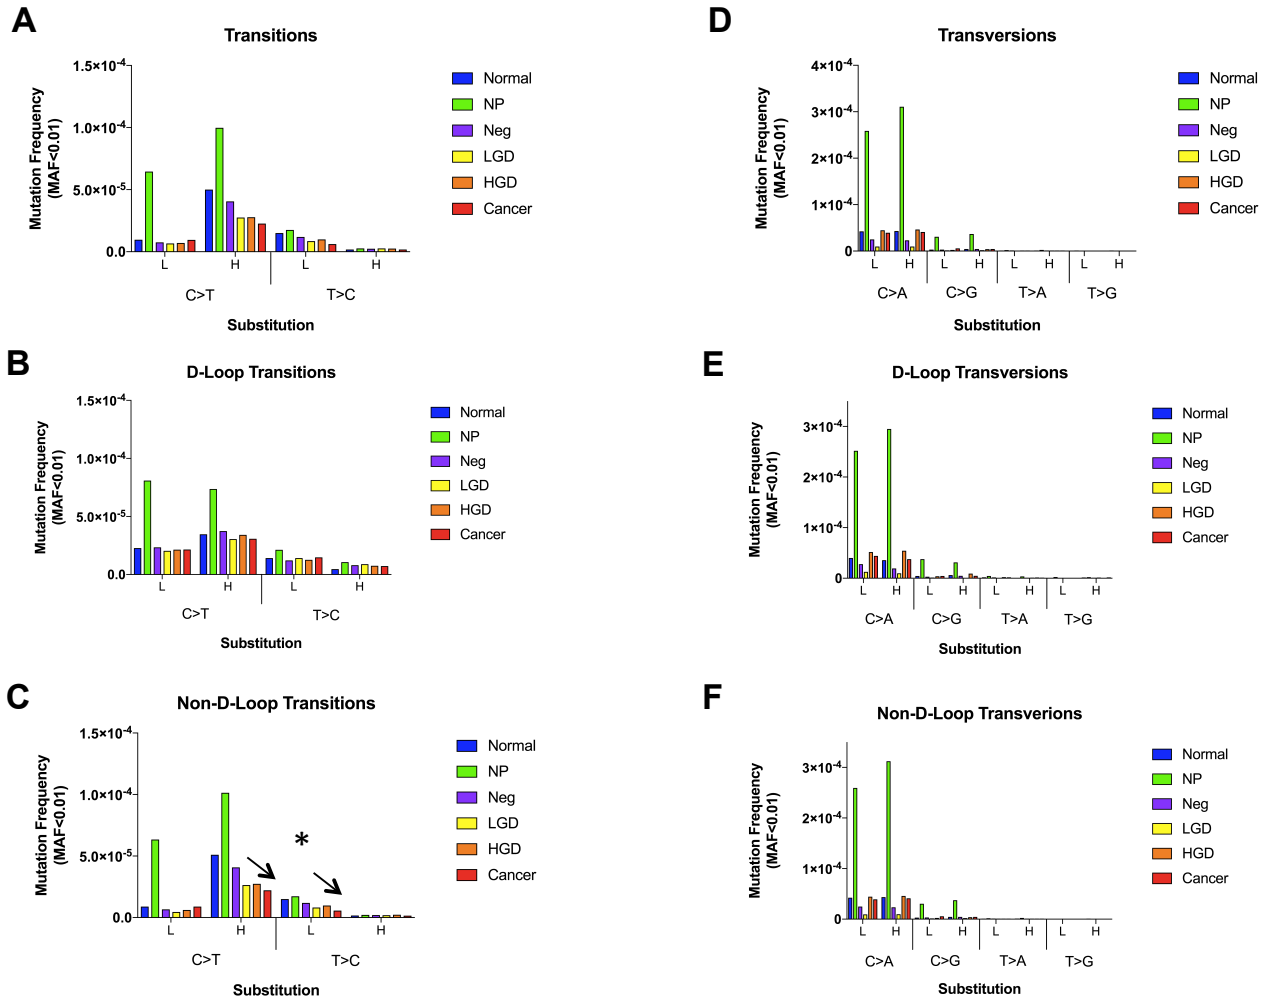 A
Transitions
Mutation Frequency
(MAF<0.01)
1.5×10⁻⁴
1.0×10⁻⁴
5.0×10⁻⁵
0.0
L H L H
C>T T>C
Substitution
Normal
NP
Neg
LGD
HGD
Cancer
B
D-Loop Transitions
Mutation Frequency
(MAF<0.01)
1.5×10⁻⁴
1.0×10⁻⁴
5.0×10⁻⁵
0.0
L H L H
C>T T>C
Substitution
Normal
NP
Neg
LGD
HGD
Cancer
C
Non-D-Loop Transitions
Mutation Frequency
(MAF<0.01)
1.5×10⁻⁴
1.0×10⁻⁴
5.0×10⁻⁵
0.0
*
L H L H
C>T T>C
Substitution
Normal
NP
Neg
LGD
HGD
Cancer
D
Transversions
Mutation Frequency
(MAF<0.01)
4×10⁻⁴
3×10⁻⁴
2×10⁻⁴
1×10⁻⁴
0
L H L H L H L H
C>A C>G T>A T>G
Substitution
Normal
NP
Neg
LGD
HGD
Cancer
E
D-Loop Transversions
Mutation Frequency
(MAF<0.01)
3×10⁻⁴
2×10⁻⁴
1×10⁻⁴
0
L H L H L H L H
C>A C>G T>A T>G
Substitution
Normal
NP
Neg
LGD
HGD
Cancer
F
Non-D-Loop Transverions
Mutation Frequency
(MAF<0.01)
3×10⁻⁴
2×10⁻⁴
1×10⁻⁴
0
L H L H L H L H
C>A C>G T>A T>G
Substitution
Normal
NP
Neg
LGD
HGD
Cancer